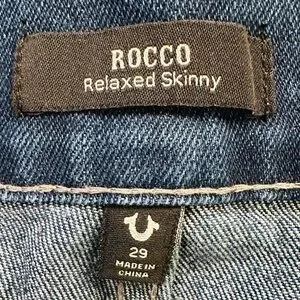 ROCCO
Relaxed Skinny
29
MADE IN
CHINA